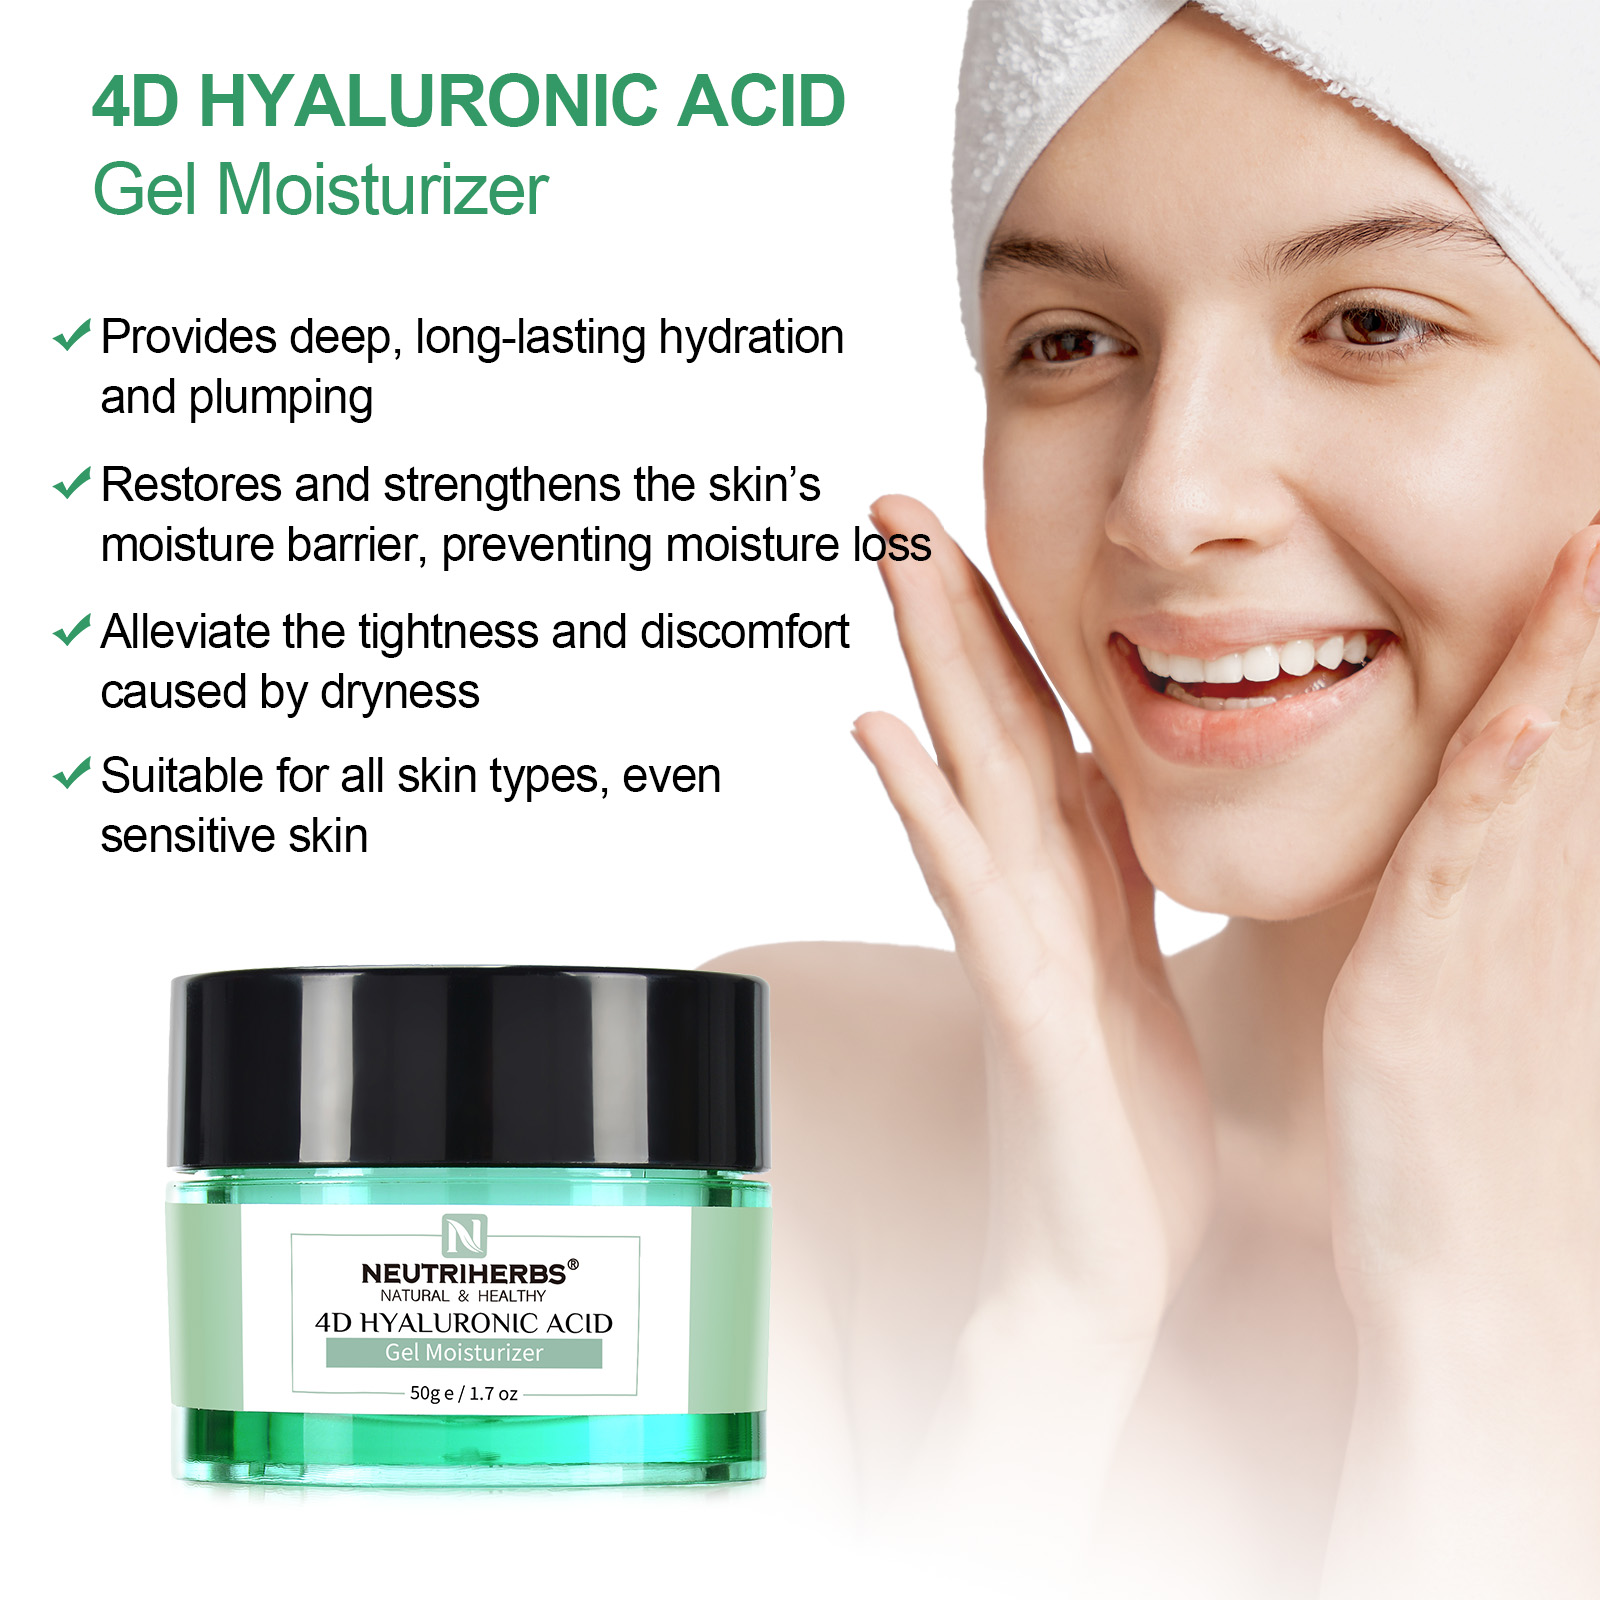 4D HYALURONIC ACID
Gel Moisturizer
Provides deep, long-lasting hydration
and plumping
Restores and strengthens the skin’s
moisture barrier, preventing moisture loss
Alleviate the tightness and discomfort
caused by dryness
Suitable for all skin types, even
sensitive skin
N
NEUTRIHERBS®
NATURAL & HEALTHY
4D HYALURONIC ACID
Gel Moisturizer
50g e / 1.7 oz